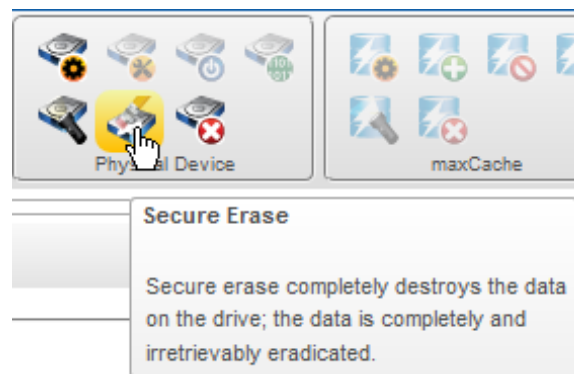 Physical Device
maxCache
Secure Erase
Secure erase completely destroys the data
on the drive; the data is completely and
irretrievably eradicated.